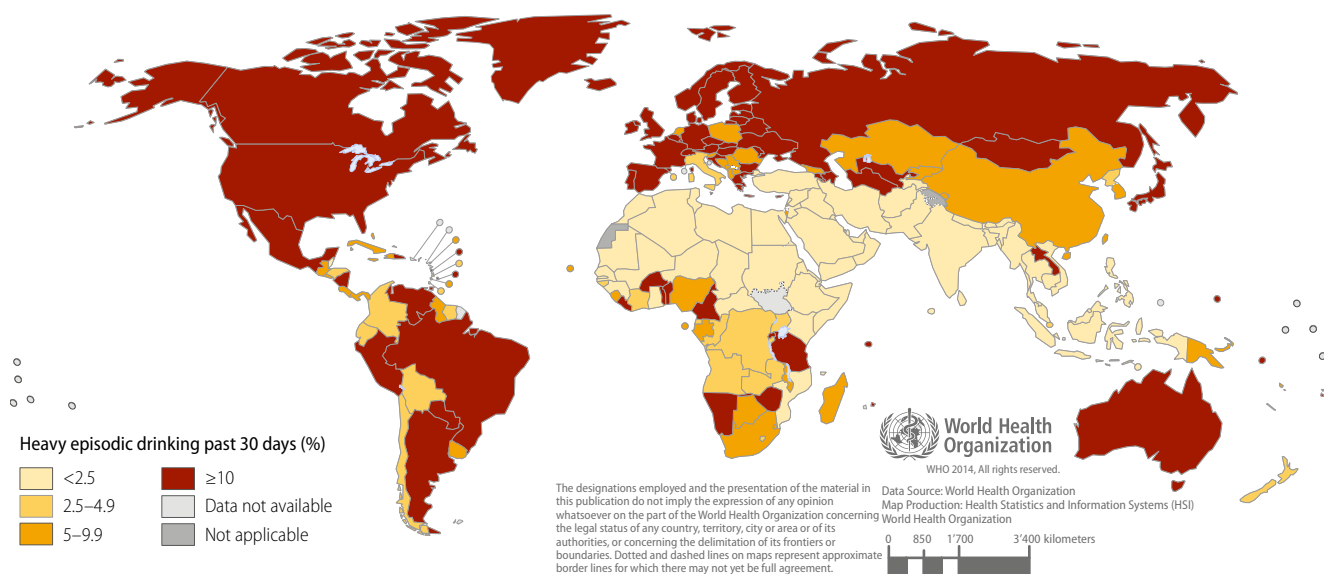 Heavy episodic drinking past 30 days (%)
<2.5
2.5–4.9
5–9.9
≥10
Data not available
Not applicable
The designations employed and the presentation of the material in
this publication do not imply the expression of any opinion
whatsoever on the part of the World Health Organization concerning
the legal status of any country, territory, city or area or of its
authorities, or concerning the delimitation of its frontiers or
boundaries. Dotted and dashed lines on maps represent approximate
border lines for which there may not yet be full agreement.
World Health
Organization
WHO 2014, All rights reserved.
Data Source: World Health Organization
Map Production: Health Statistics and Information Systems (HSI)
World Health Organization
0 850 1'700 3'400 kilometers